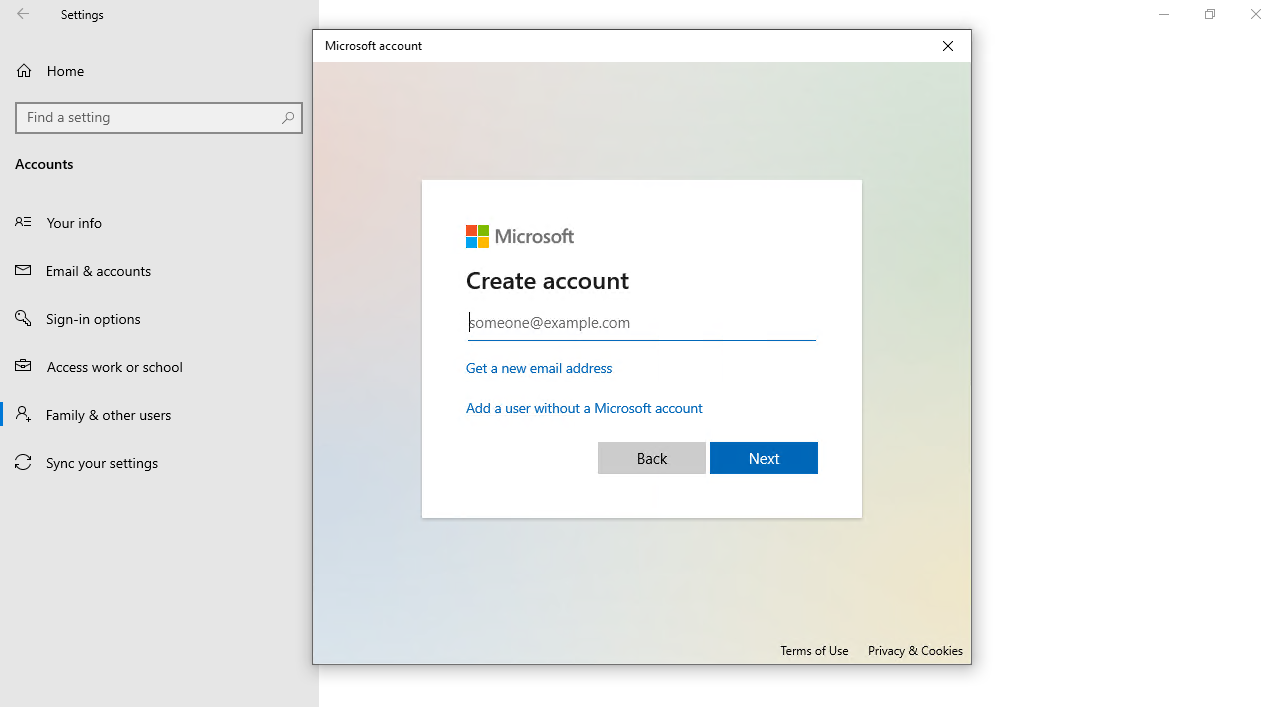 Settings
Home
Find a setting
Accounts
Your info
Email & accounts
Sign-in options
Access work or school
Family & other users
Sync your settings
Microsoft account
Microsoft
Create account
someone@example.com
Get a new email address
Add a user without a Microsoft account
Back Next
Terms of Use Privacy & Cookies